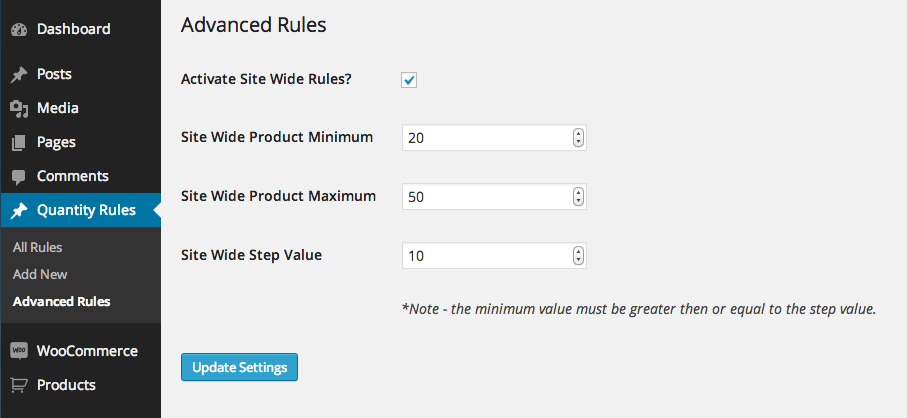 Dashboard
Posts
Media
Pages
Comments
Quantity Rules
All Rules
Add New
Advanced Rules
WOO
WooCommerce
Products
Advanced Rules
Activate Site Wide Rules?
Site Wide Product Minimum 20
Site Wide Product Maximum 50
Site Wide Step Value 10
*Note - the minimum value must be greater then or equal to the step value.
Update Settings